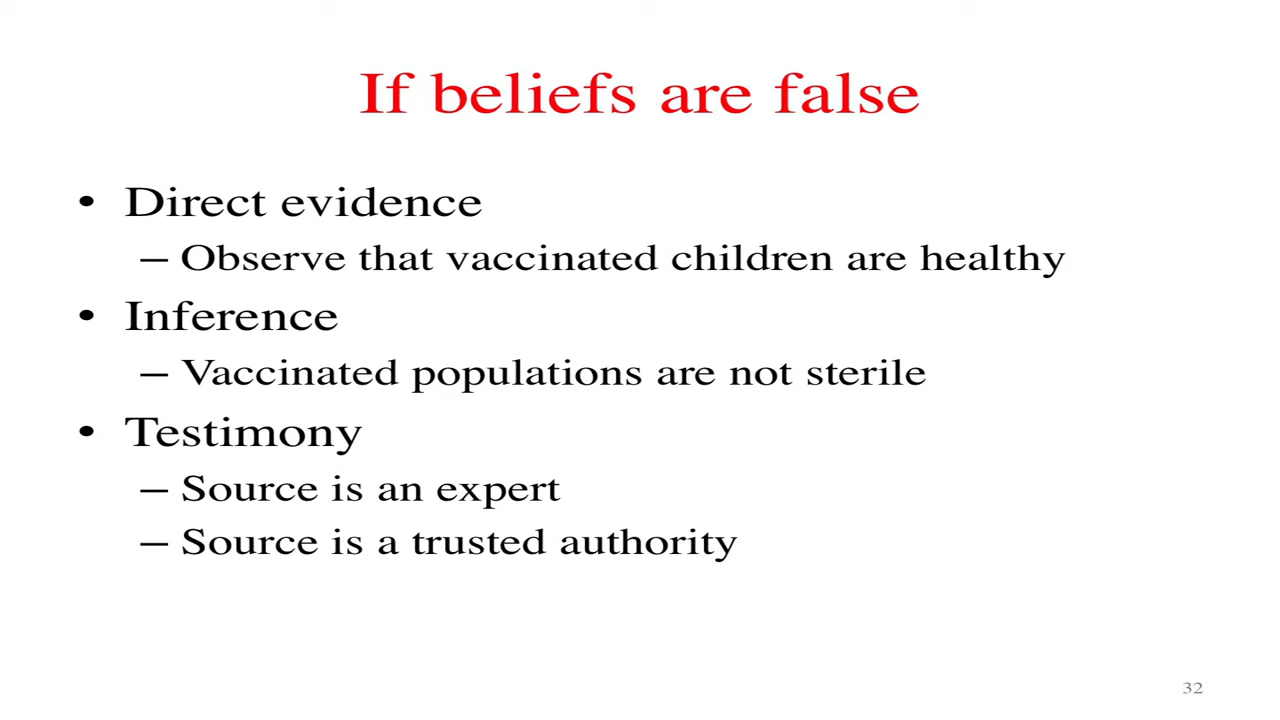 If beliefs are false
• Direct evidence
– Observe that vaccinated children are healthy
• Inference
– Vaccinated populations are not sterile
• Testimony
– Source is an expert
– Source is a trusted authority
32